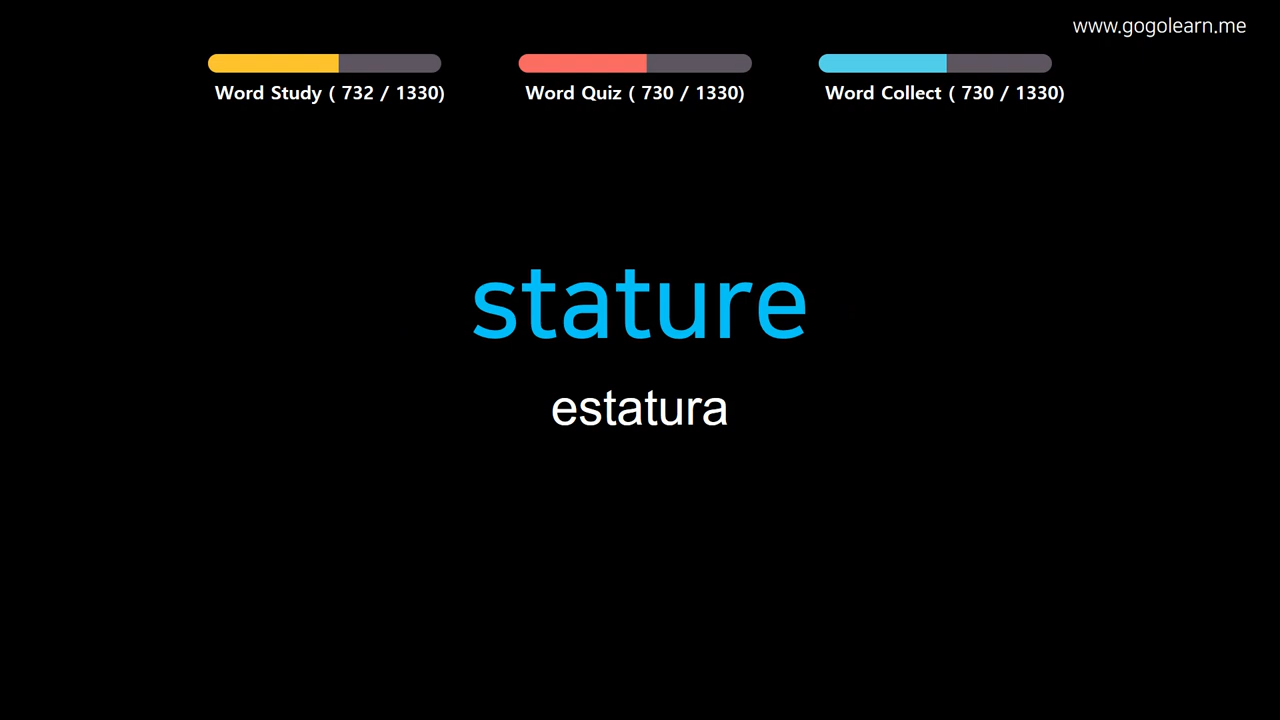 www.gogolearn.me
Word Study ( 732 / 1330)
Word Quiz ( 730 / 1330)
Word Collect ( 730 / 1330)
stature
estatura